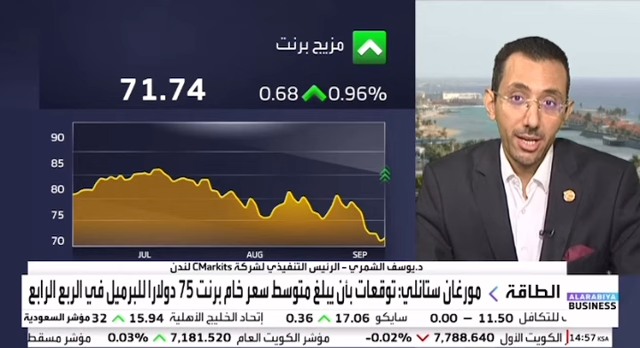 مزيج برنت
71.74
0.68 0.96%
90
85
80
75
70
JUL AUG SEP
د.يوسف الشمري - الرئيس التنفيذي لشركة CMarkits لندن
الطاقة مورغان ستانلي: توقعات بأن يبلغ متوسط سعر خام برنت 75 دولارا للبرميل في الربع الرابع
ALARABIYA
BUSINESS
ت للتكافل 11.50 – 0.00 سايكو 17.36 0.06 إتحاد الخليج الأهلية 15.94 32 مؤشر السعودية
14:57 KSA الكويت الأول 7,788.640 -0.02% مؤشر الكويت العام 7,181.520 0.03% مؤشر مسقط